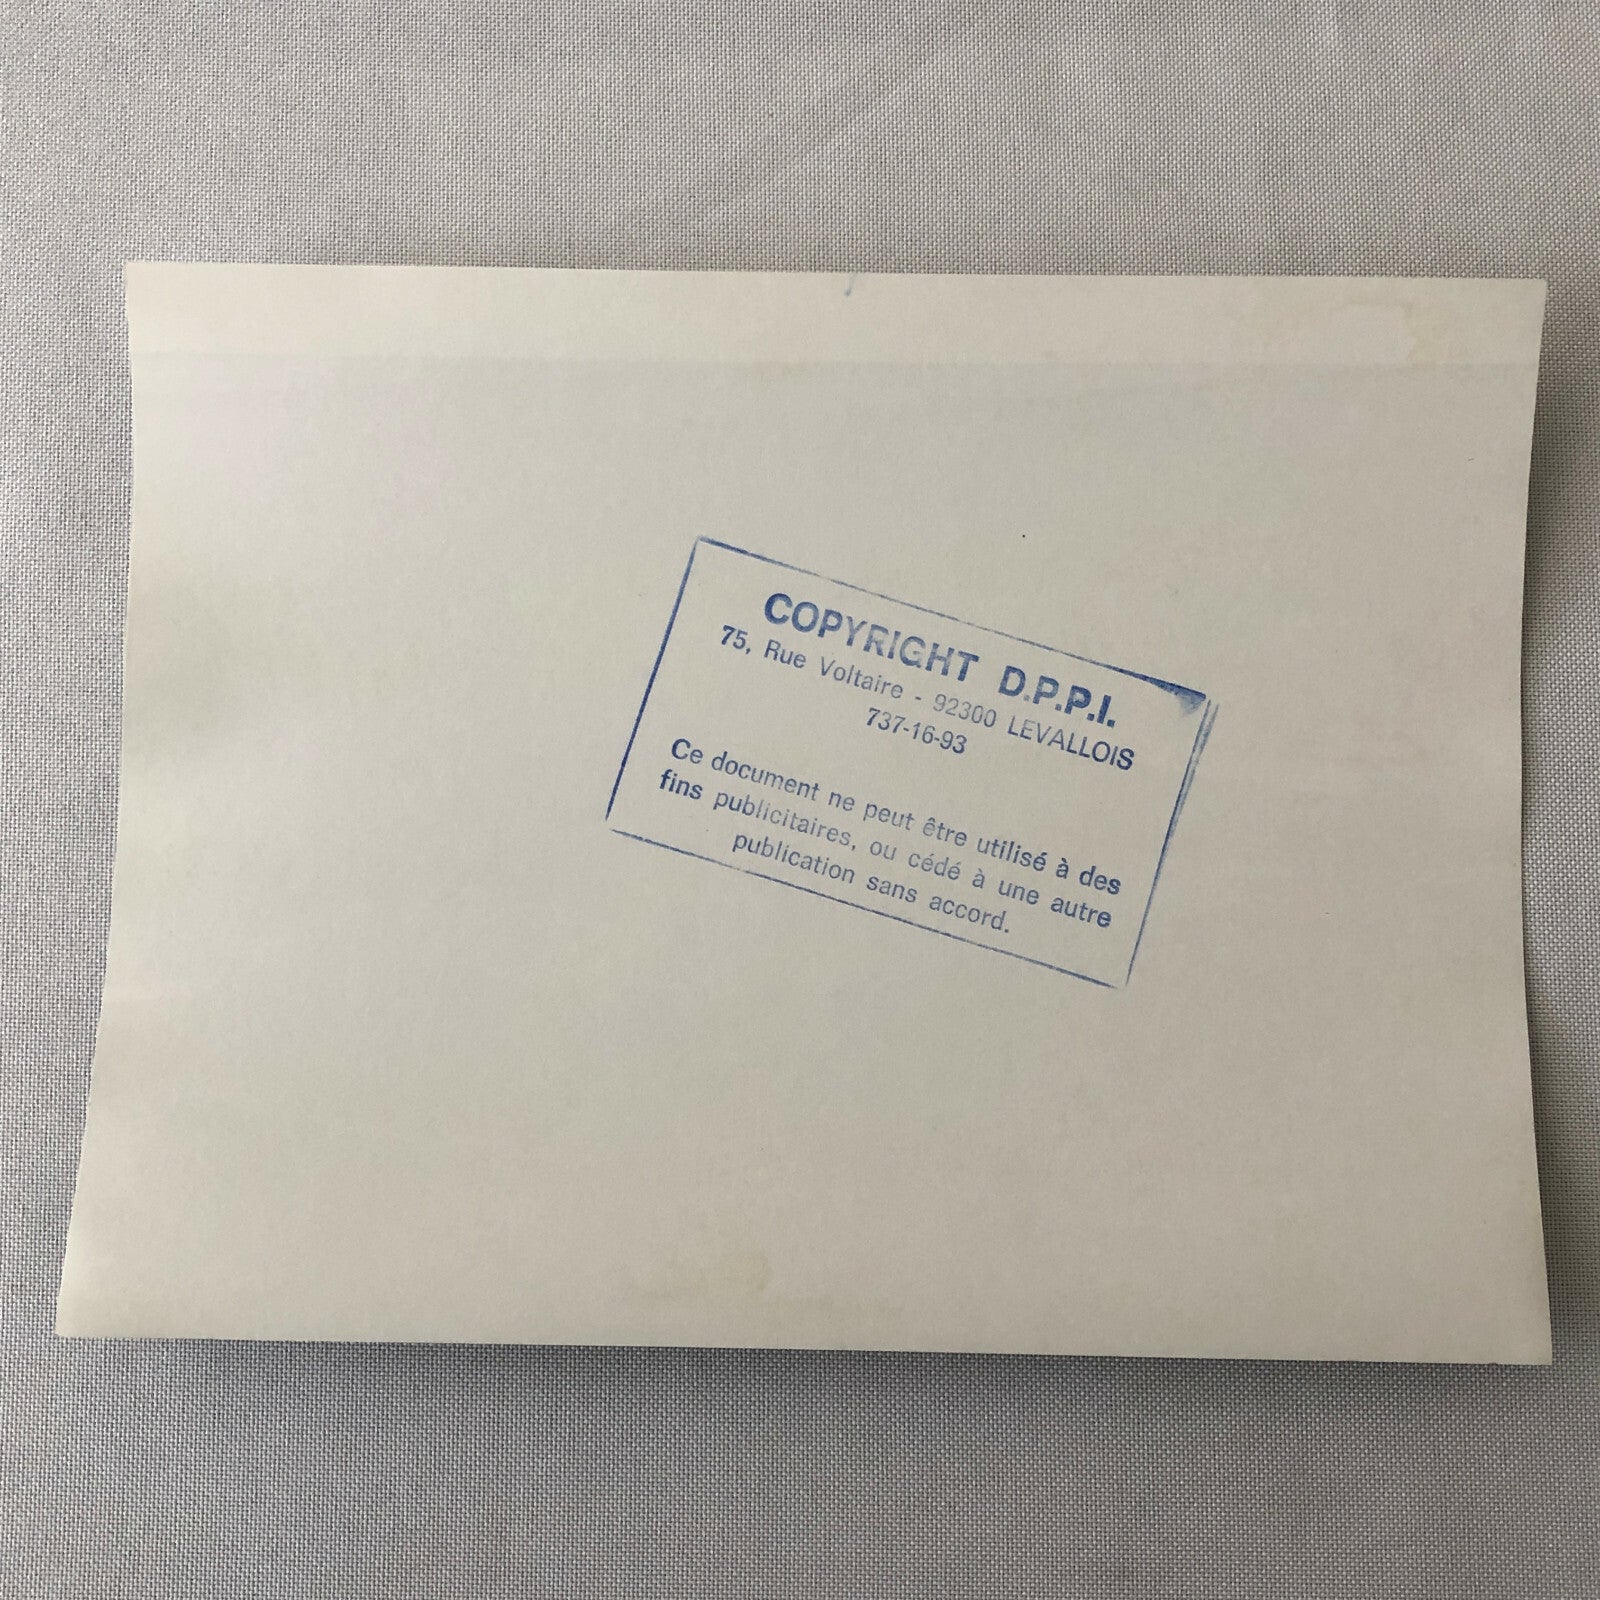 COPYRIGHT D.P.P.I.
75, Rue Voltaire - 92300 LEVALLOIS
737-16-93
Ce document ne peut être utilisé à des
fins publicitaires, ou cédé à une autre
publication sans accord.